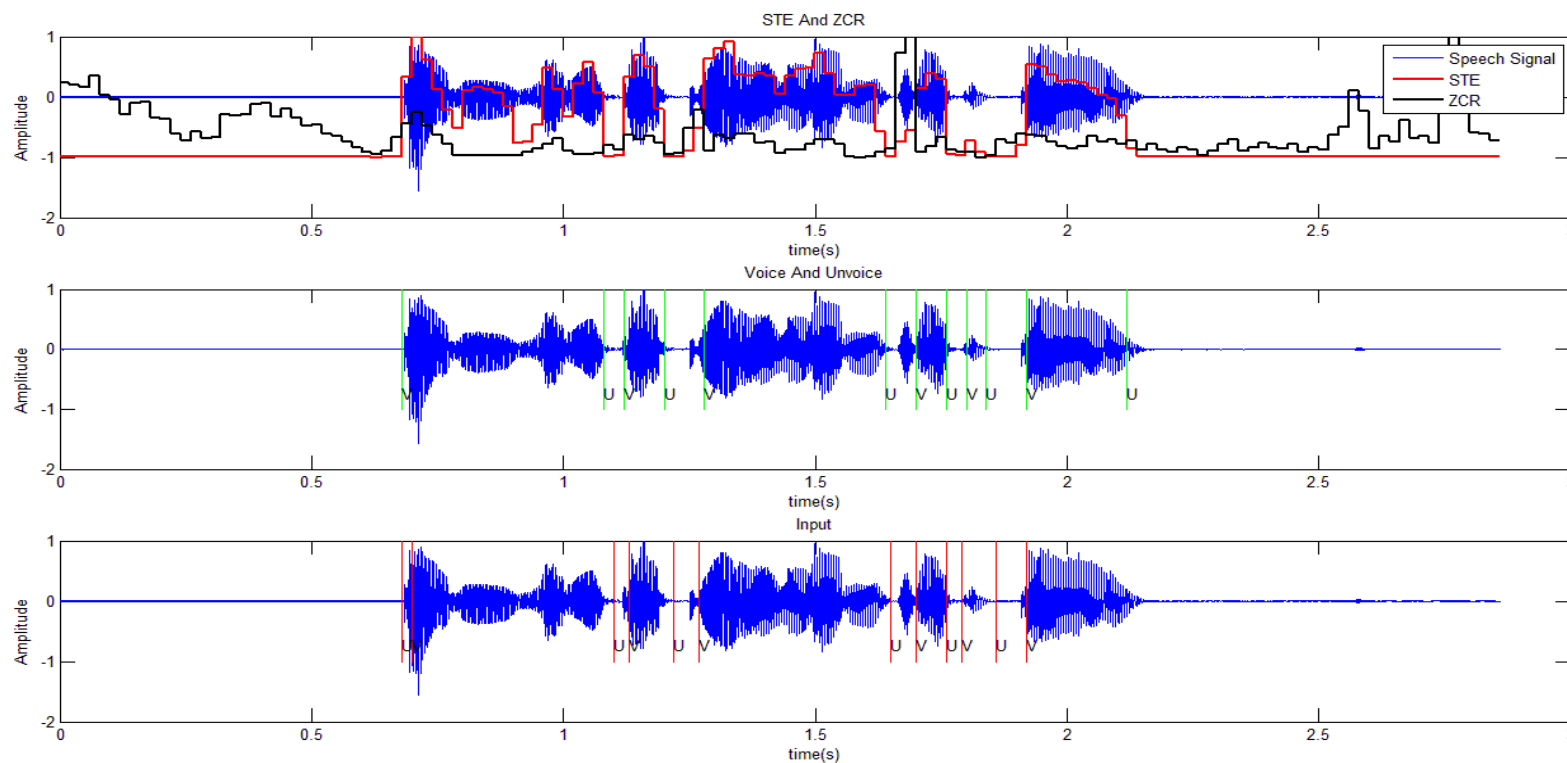 STE And ZCR
1
0
-1
-2
Amplitude
Speech Signal
STE
ZCR
0 0.5 1 1.5 2 2.5
time(s)
Voice And Unvoice
1
0
-1
-2
Amplitude
V U V U V U V U V U V U
0 0.5 1 1.5 2 2.5
time(s)
Input
1
0
-1
-2
Amplitude
U V U V U V U V U V U V
0 0.5 1 1.5 2 2.5
time(s)